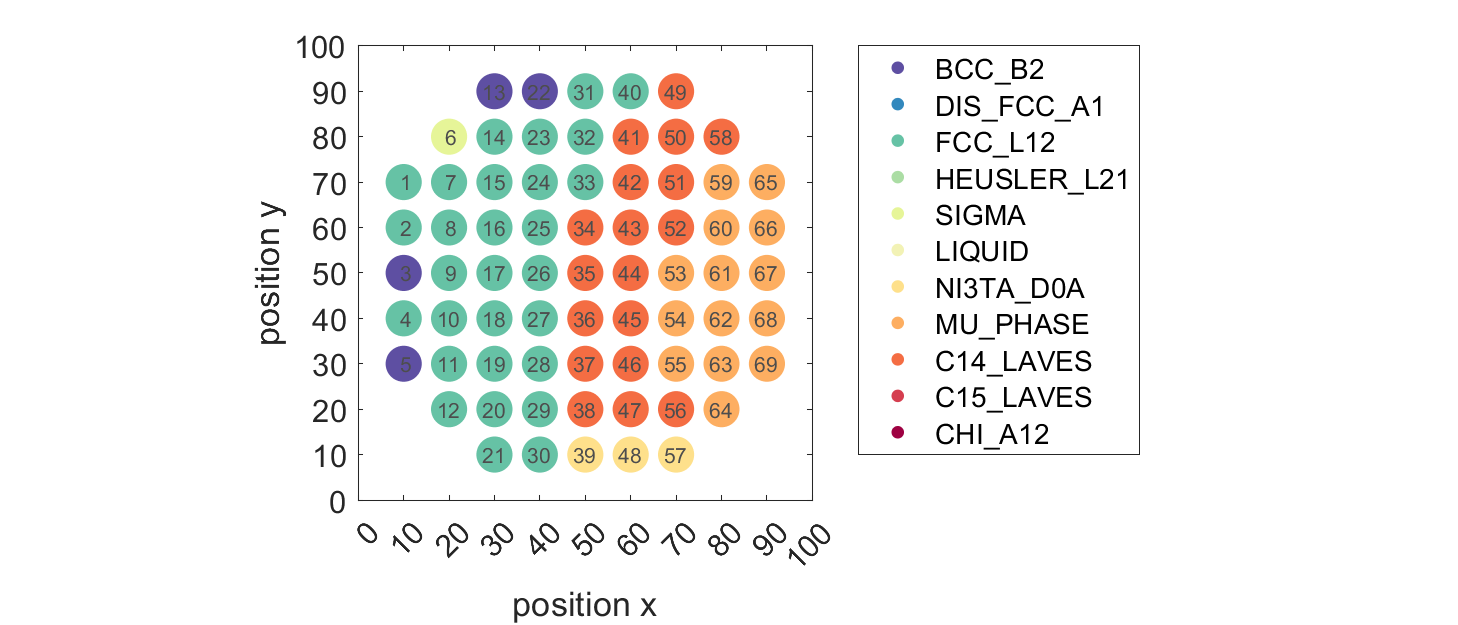 100
90 13 22 31 40 49
80 6 14 23 32 41 50 58
70 1 7 15 24 33 42 51 59 65
60 2 8 16 25 34 43 52 60 66
50 3 9 17 26 35 44 53 61 67
40 4 10 18 27 36 45 54 62 68
30 5 11 19 28 37 46 55 63 69
20 12 20 29 38 47 56 64
10 21 30 39 48 57
0
position y
0 10 20 30 40 50 60 70 80 90 100
position x
BCC_B2
DIS_FCC_A1
FCC_L12
HEUSLER_L21
SIGMA
LIQUID
NI3TA_D0A
MU_PHASE
C14_LAVES
C15_LAVES
CHI_A12